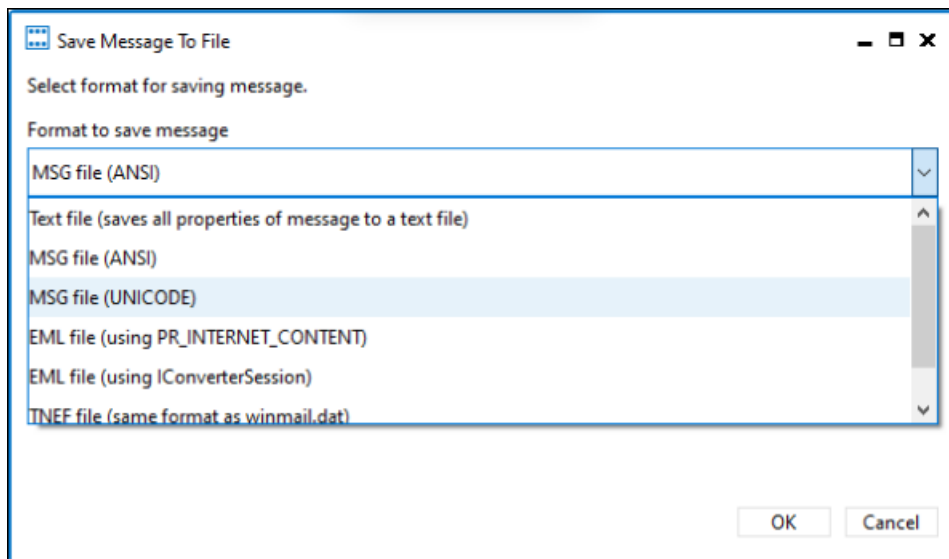 Save Message To File
Select format for saving message.
Format to save message
MSG file (ANSI)
Text file (saves all properties of message to a text file)
MSG file (ANSI)
MSG file (UNICODE)
EML file (using PR_INTERNET_CONTENT)
EML file (using IConverterSession)
TNEF file (same format as winmail.dat)
OK Cancel